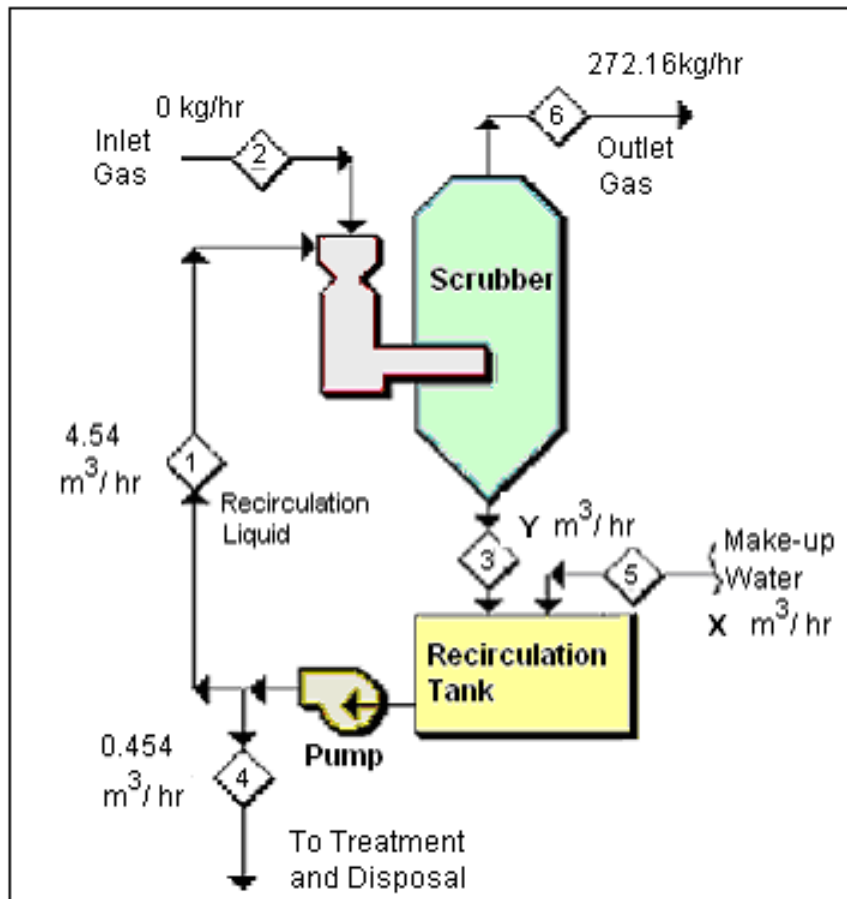 272.16kg/hr
0 kg/hr
6
Inlet
Gas
2
Outlet
Gas
Scrubber
4.54
m³/ hr
1
Recirculation
Liquid
Y m³/ hr
3
5
Make-up
Water
X m³/ hr
Recirculation
Tank
Pump
0.454
m³/ hr
4
To Treatment
and Disposal